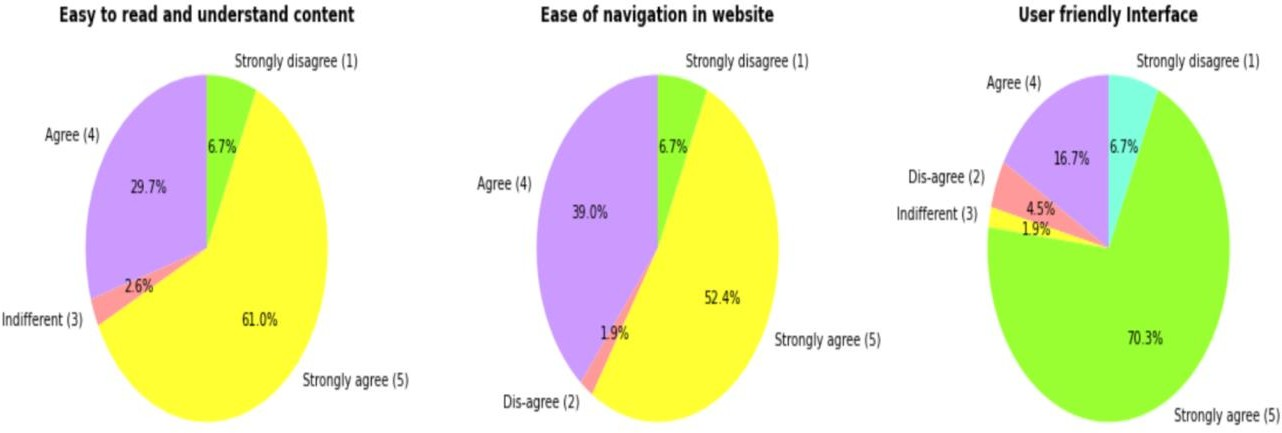 Easy to read and understand content
Strongly disagree (1)
Agree (4)
6.7%
29.7%
2.6%
Indifferent (3)
61.0%
Strongly agree (5)
Ease of navigation in website
Strongly disagree (1)
6.7%
Agree (4)
39.0%
52.4%
1.9%
Strongly agree (5)
Dis-agree (2)
User friendly Interface
Strongly disagree (1)
Agree (4)
6.7%
16.7%
Dis-agree (2)
4.5%
Indifferent (3)
1.9%
70.3%
Strongly agree (5)